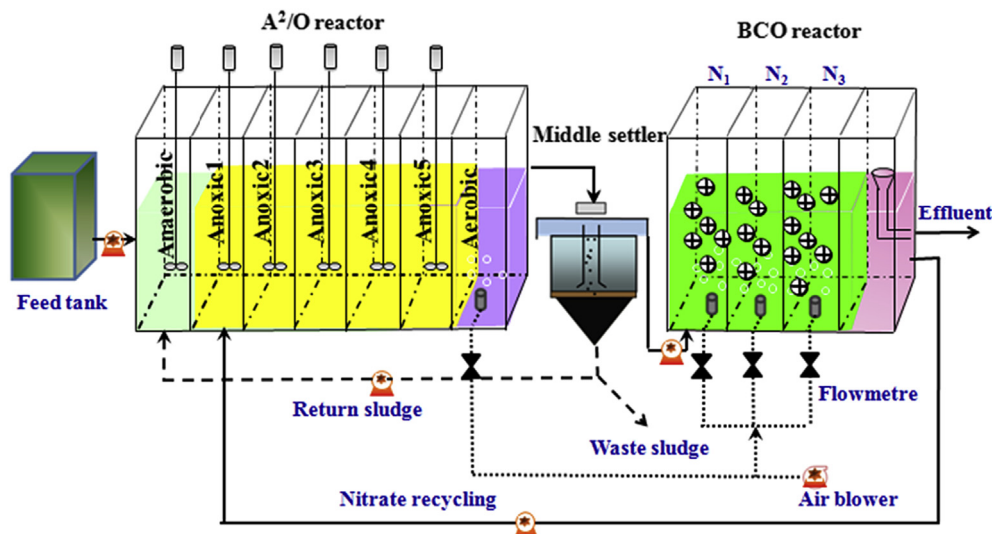 A²/O reactor
BCO reactor
N₁ N₂ N₃
Middle settler
Anaerobic
Anoxic1
Anoxic2
Anoxic3
Anoxic4
Anoxic5
Aerobic
Effluent
Feed tank
Return sludge
Flowmetre
Waste sludge
Nitrate recycling
Air blower